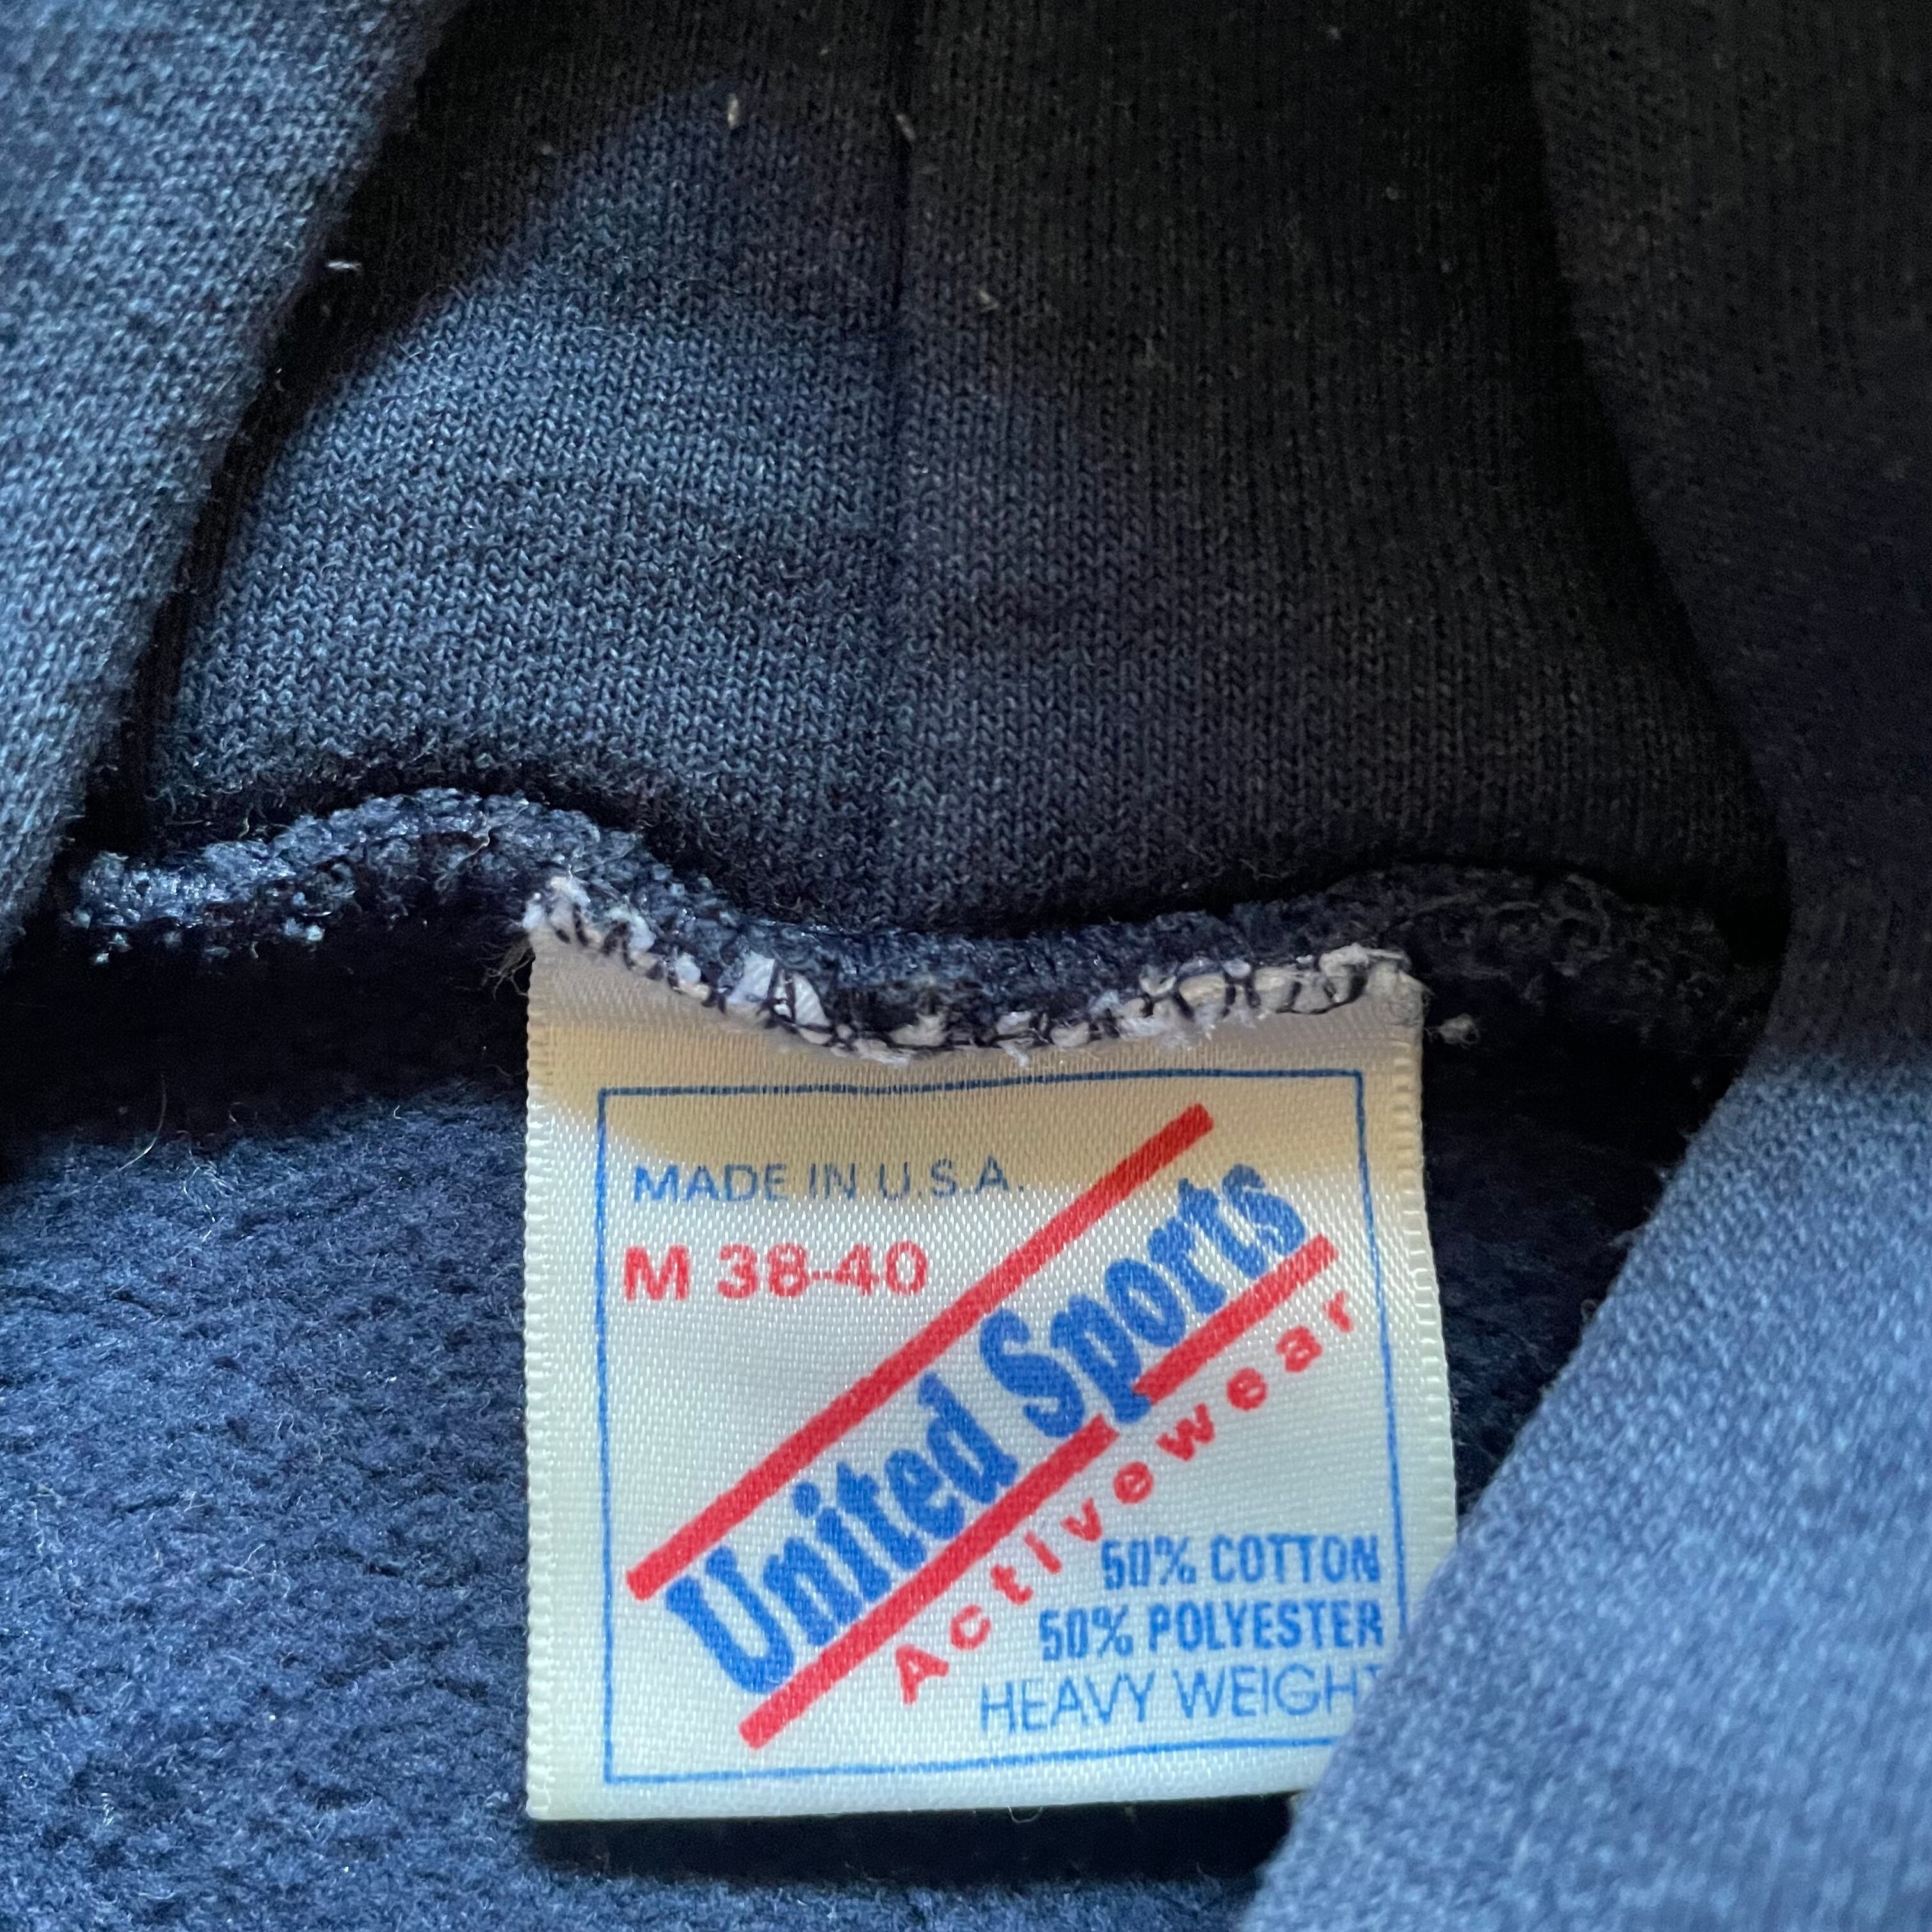 MADE IN U.S.A.
M 38-40
United Sports
Activewear
50% COTTON
50% POLYESTER
HEAVY WEIGHT